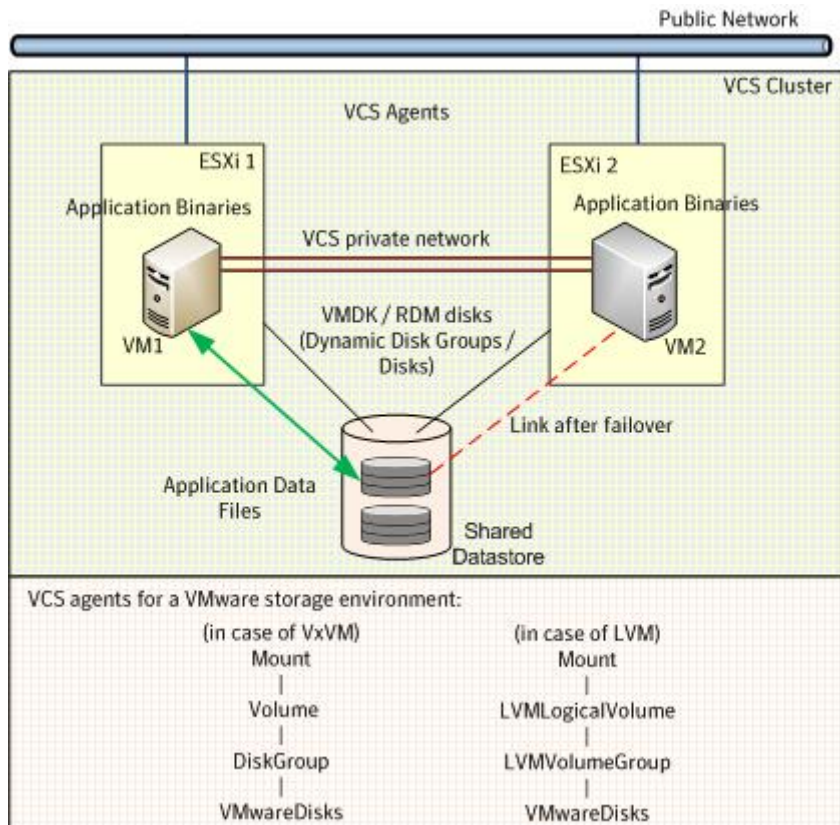 Public Network
VCS Cluster
VCS Agents
ESXi 1
ESXi 2
Application Binaries
Application Binaries
VCS private network
VMDK / RDM disks
(Dynamic Disk Groups /
Disks)
VM1
VM2
Link after failover
Application Data
Files
Shared
Datastore
VCS agents for a VMware storage environment:
(in case of VxVM)
Mount
|
Volume
|
DiskGroup
|
VMwareDisks
(in case of LVM)
Mount
|
LVMLogicalVolume
|
LVMVolumeGroup
|
VMwareDisks